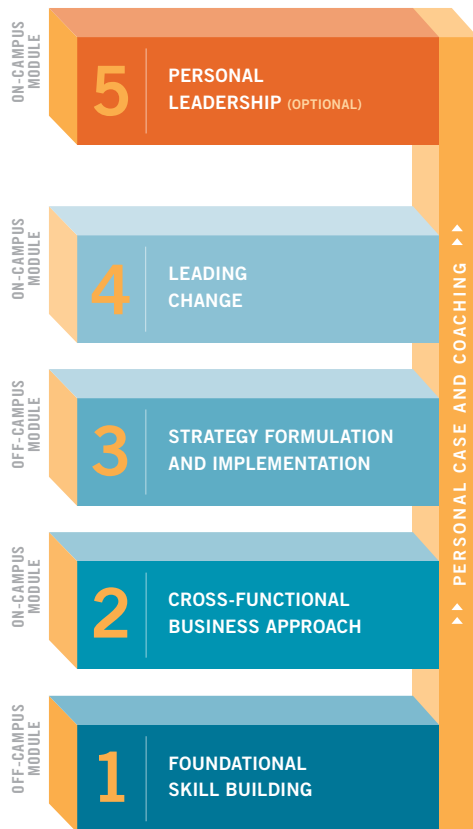 ON-CAMPUS
MODULE
5
PERSONAL
LEADERSHIP (OPTIONAL)
ON-CAMPUS
MODULE
4
LEADING
CHANGE
OFF-CAMPUS
MODULE
3
STRATEGY FORMULATION
AND IMPLEMENTATION
ON-CAMPUS
MODULE
2
CROSS-FUNCTIONAL
BUSINESS APPROACH
OFF-CAMPUS
MODULE
1
FOUNDATIONAL
SKILL BUILDING
PERSONAL CASE AND COACHING